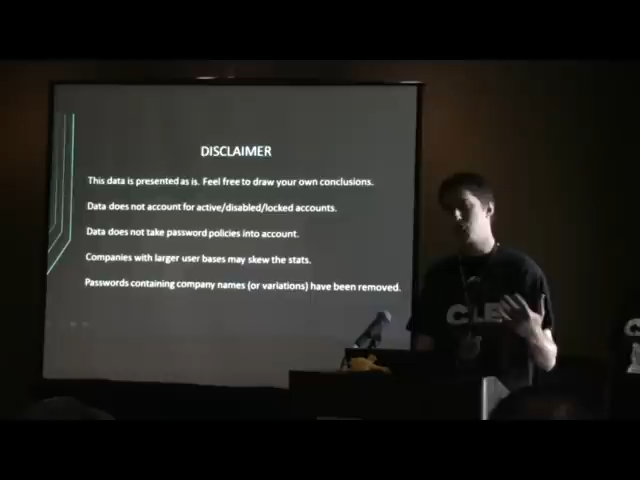 DISCLAIMER
This data is presented as is. Feel free to draw your own conclusions.
Data does not account for active/disabled/locked accounts.
Data does not take password policies into account.
Companies with larger user bases may skew the stats.
Passwords containing company names (or variations) have been removed.